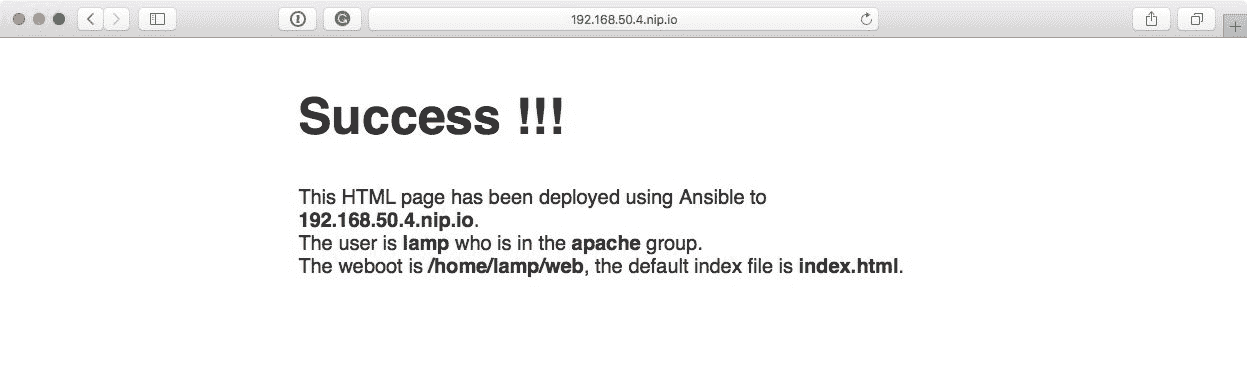 192.168.50.4.nip.io
Success !!!
This HTML page has been deployed using Ansible to
192.168.50.4.nip.io.
The user is lamp who is in the apache group.
The weboot is /home/lamp/web, the default index file is index.html.